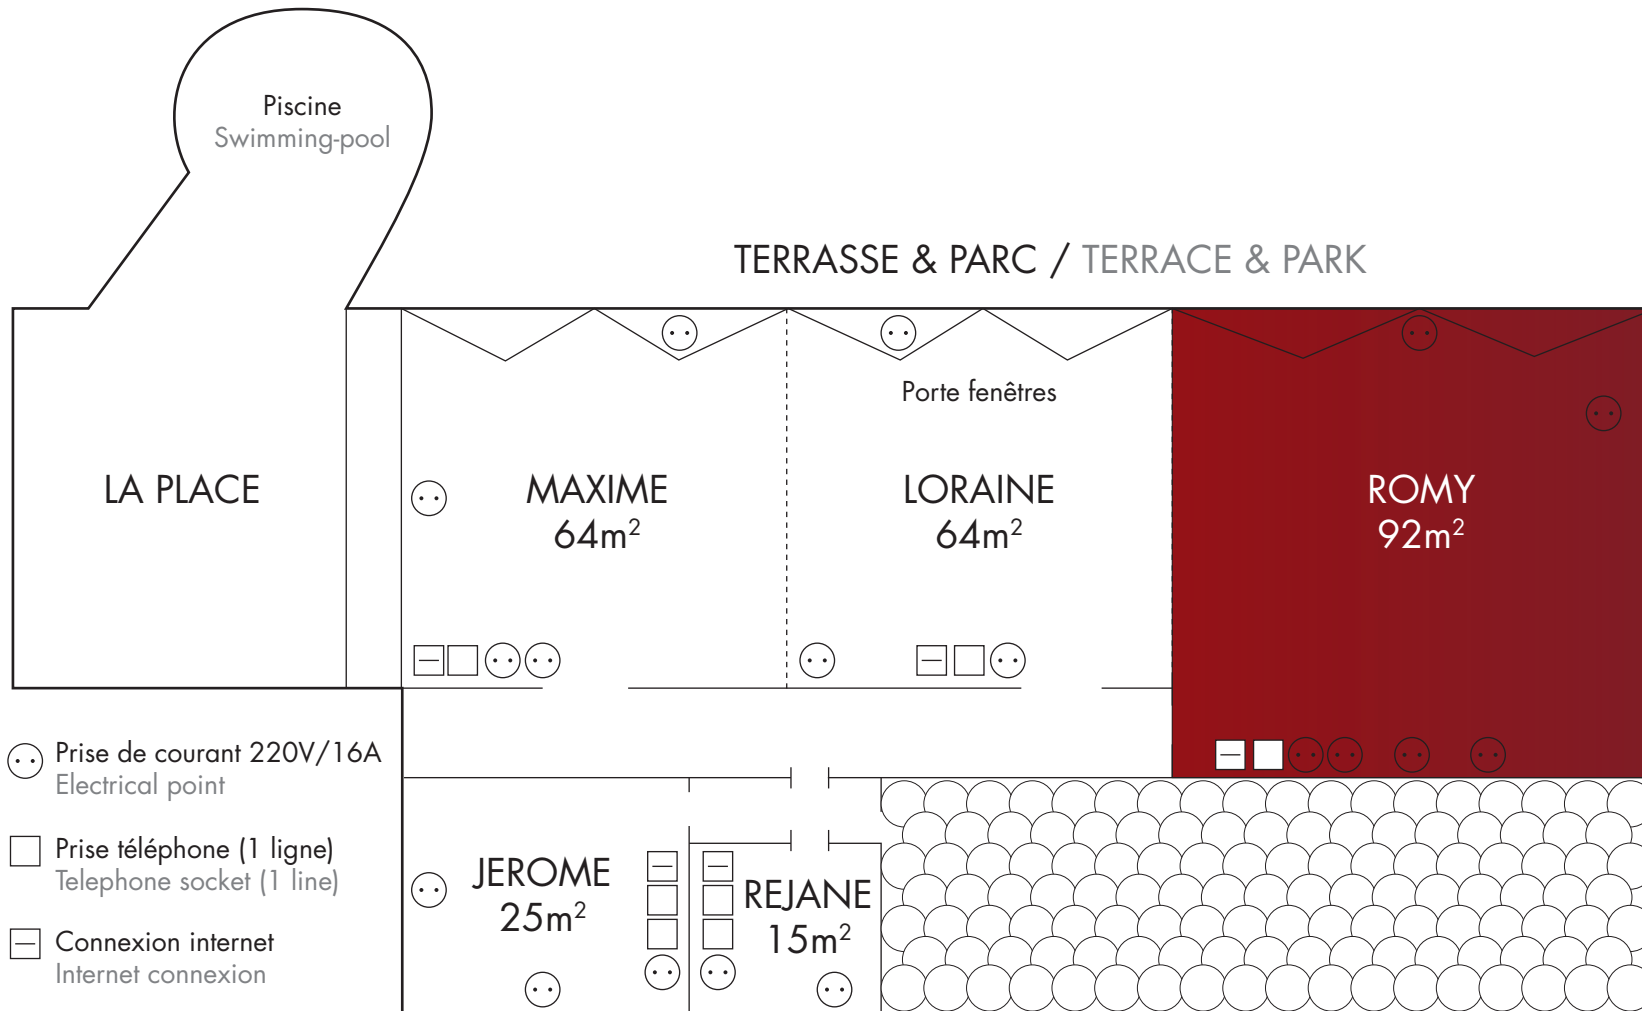 Piscine
Swimming-pool
TERRASSE & PARC / TERRACE & PARK
Porte fenêtres
LA PLACE
MAXIME
64m²
LORAINE
64m²
ROMY
92m²
Prise de courant 220V/16A
Electrical point
Prise téléphone (1 ligne)
Telephone socket (1 line)
Connexion internet
Internet connexion
JEROME
25m²
REJANE
15m²